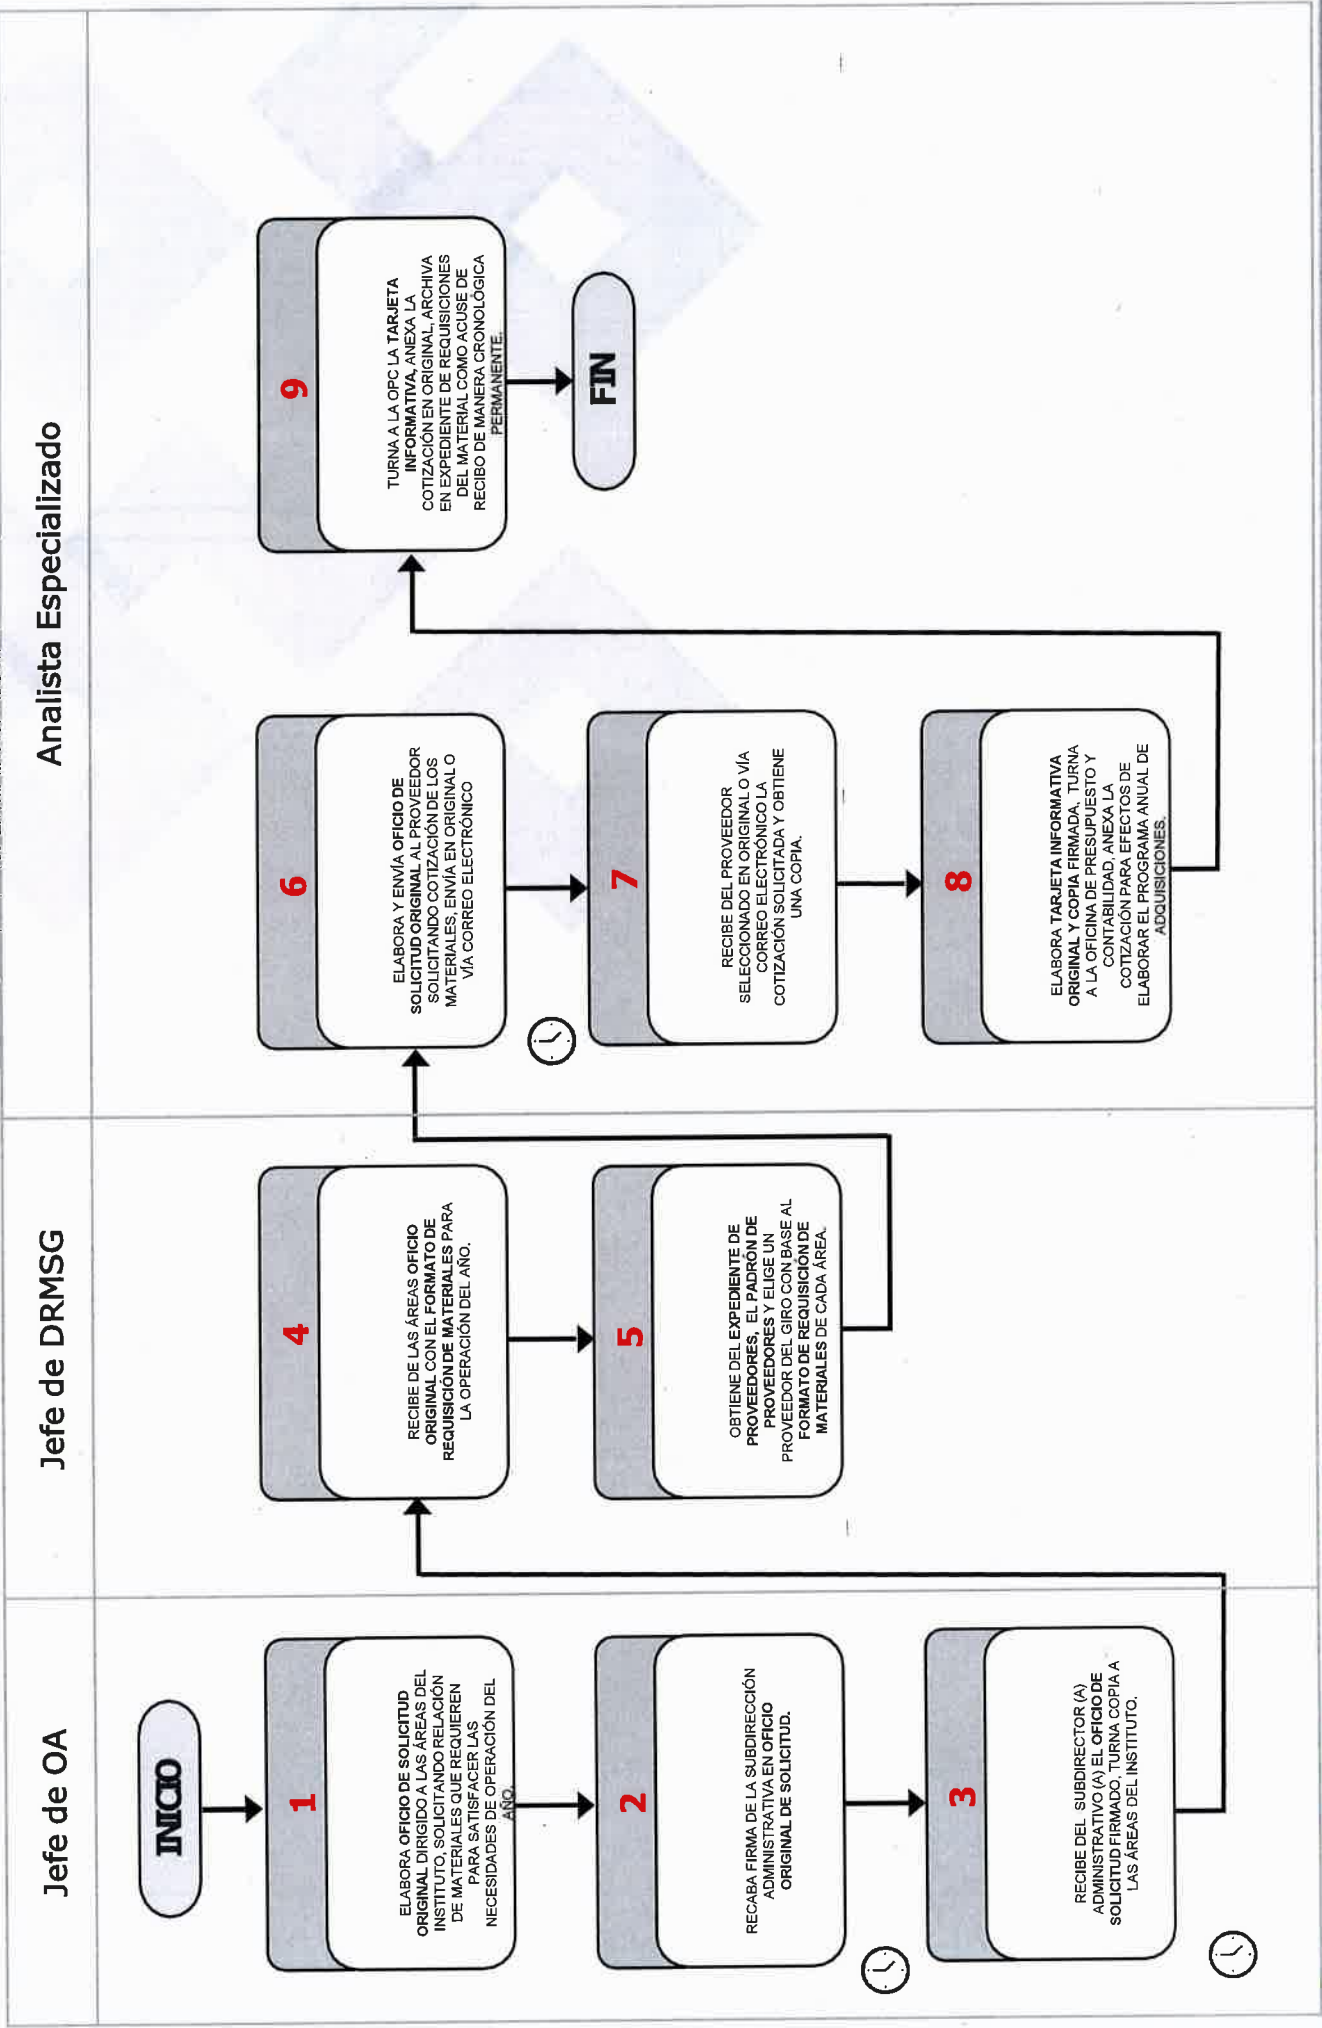 Jefe de OA
Jefe de DRMSG
Analista Especializado
INICIO
1
ELABORA OFICIO DE SOLICITUD
ORIGINAL DIRIGIDO A LAS ÁREAS DEL
INSTITUTO, SOLICITANDO RELACIÓN
DE MATERIALES QUE REQUIEREN
PARA SATISFACER LAS
NECESIDADES DE OPERACIÓN DEL
AÑO.
2
RECABA FIRMA DE LA SUBDIRECCIÓN
ADMINISTRATIVA EN OFICIO
ORIGINAL DE SOLICITUD.
3
RECIBE DEL SUBDIRECTOR (A)
ADMINISTRATIVO (A) EL OFICIO DE
SOLICITUD FIRMADO, TURNA COPIA A
LAS ÁREAS DEL INSTITUTO.
4
RECIBE DE LAS ÁREAS OFICIO
ORIGINAL CON EL FORMATO DE
REQUISICIÓN DE MATERIALES PARA
LA OPERACIÓN DEL AÑO.
5
OBTIENE DEL EXPEDIENTE DE
PROVEEDORES, EL PADRÓN DE
PROVEEDORES Y ELIGE UN
PROVEEDOR DEL GIRO CON BASE AL
FORMATO DE REQUISICIÓN DE
MATERIALES DE CADA ÁREA.
6
ELABORA Y ENVÍA OFICIO DE
SOLICITUD ORIGINAL AL PROVEEDOR
SOLICITANDO COTIZACIÓN DE LOS
MATERIALES, ENVÍA EN ORIGINAL O
VÍA CORREO ELECTRÓNICO
7
RECIBE DEL PROVEEDOR
SELECCIONADO EN ORIGINAL O VÍA
CORREO ELECTRÓNICO LA
COTIZACIÓN SOLICITADA Y OBTIENE
UNA COPIA.
8
ELABORA TARJETA INFORMATIVA
ORIGINAL Y COPIA FIRMADA, TURNA
A LA OFICINA DE PRESUPUESTO Y
CONTABILIDAD, ANEXA LA
COTIZACIÓN PARA EFECTOS DE
ELABORAR EL PROGRAMA ANUAL DE
ADQUISICIONES.
9
TURNA A LA OPC LA TARJETA
INFORMATIVA, ANEXA LA
COTIZACIÓN EN ORIGINAL, ARCHIVA
EN EXPEDIENTE DE REQUISICIONES
DEL MATERIAL COMO ACUSE DE
RECIBO DE MANERA CRONOLÓGICA
PERMANENTE.
FIN